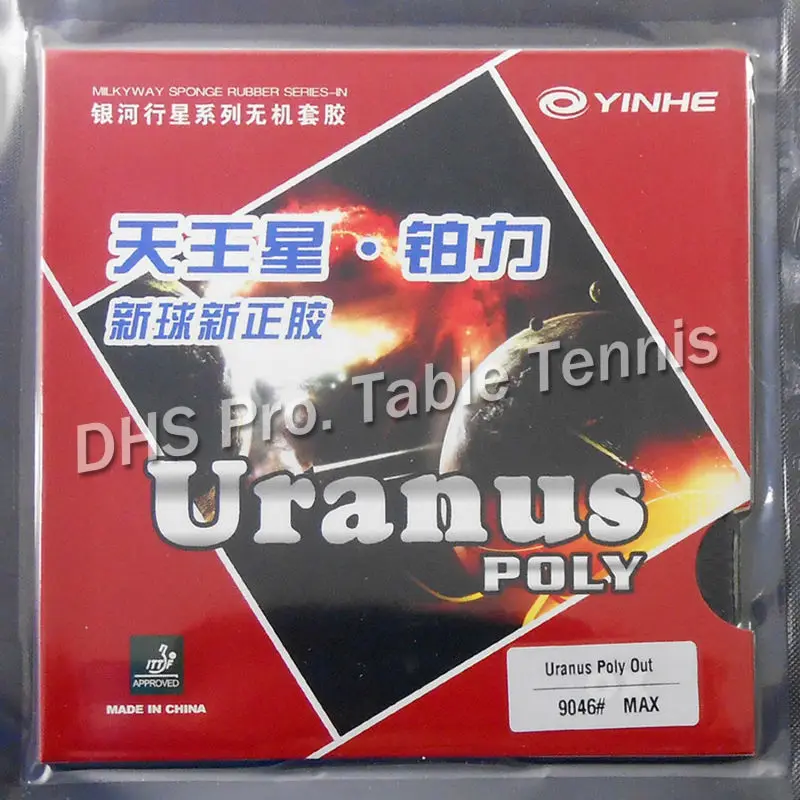 MILKYWAY SPONGE RUBBER SERIES-IN
银河行星系列无机套胶
YINHE
天王星·铂力
新球新正胶
DHS Pro. Table Tennis
Uranus
POLY
ITTF
APPROVED
MADE IN CHINA
Uranus Poly Out
9046# MAX